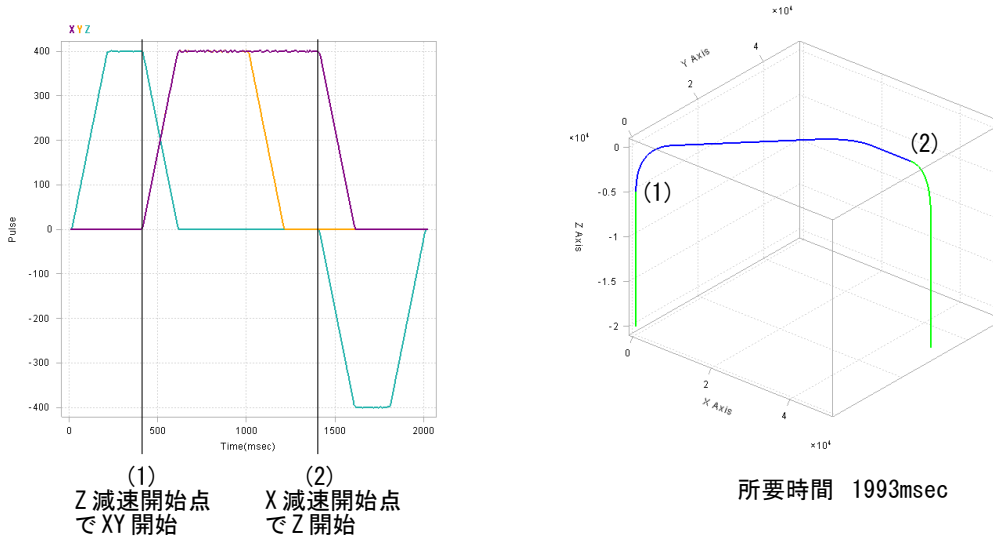 X Y Z
400
300
200
100
0
-100
-200
-300
-400
Pulse
0
500
1000
1500
2000
Time(msec)
(1)
Z 減速開始点
で XY 開始
(2)
X 減速開始点
で Z 開始
×10⁴
Y Axis
4
2
0
×10⁴
0
-0.5
-1
-1.5
-2
Z Axis
(1)
(2)
0
2
4
X Axis
×10⁴
所要時間 1993msec